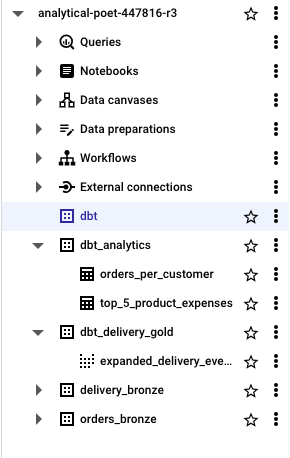 analytical-poet-447816-r3
Queries
Notebooks
Data canvases
Data preparations
Workflows
External connections
dbt
dbt_analytics
orders_per_customer
top_5_product_expenses
dbt_delivery_gold
expanded_delivery_eve...
delivery_bronze
orders_bronze